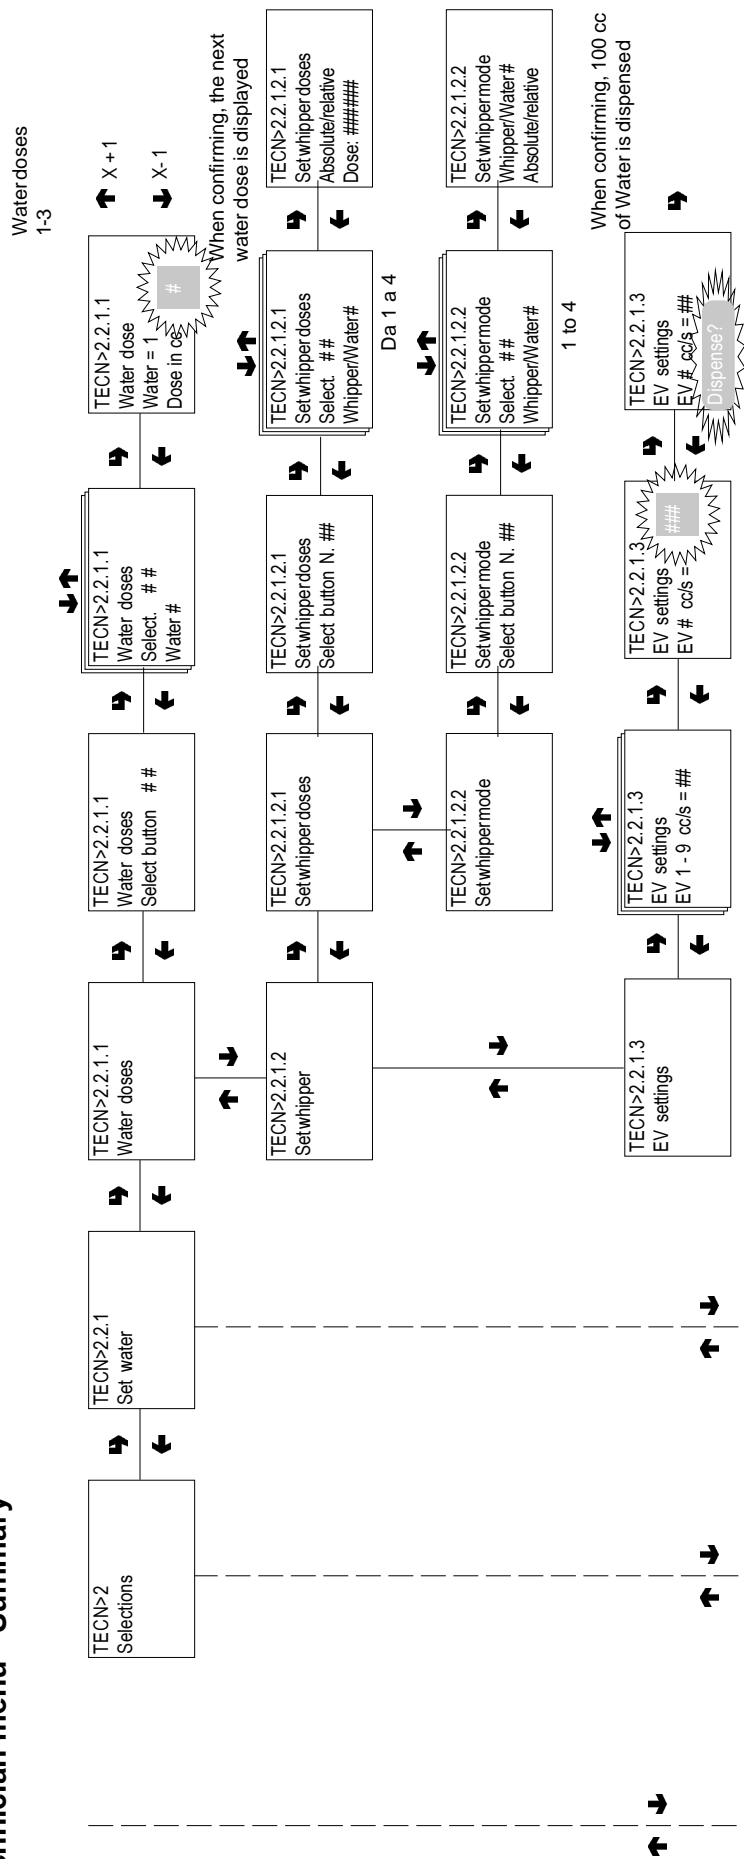 Technician menu - Summary
TECN>2
Selections
TECN>2.2.1
Set water
TECN>2.2.1.1
Water doses
TECN>2.2.1.1
Water doses
Select button # #
TECN>2.2.1.1
Water doses
Select. # #
Water #
TECN>2.2.1.1
Water dose
Water = 1
Dose in cc
#
Water doses
1-3
X + 1
X - 1
When confirming, the next
water dose is displayed
TECN>2.2.1.2
Set whipper
TECN>2.2.1.2.1
Set whipper doses
TECN>2.2.1.2.1
Set whipper doses
Select button N. ##
TECN>2.2.1.2.1
Set whipper doses
Select. ##
Whipper/Water#
TECN>2.2.1.2.1
Set whipper doses
Absolute/relative
Dose: ######
Da 1 a 4
TECN>2.2.1.2.2
Set whipper mode
TECN>2.2.1.2.2
Set whipper mode
Select button N. ##
TECN>2.2.1.2.2
Set whipper mode
Select. ##
Whipper/Water#
TECN>2.2.1.2.2
Set whipper mode
Whipper/Water #
Absolute/relative
1 to 4
TECN>2.2.1.3
EV settings
TECN>2.2.1.3
EV settings
EV 1 - 9 cc/s = ##
TECN>2.2.1.3
EV settings
EV # cc/s =
###
TECN>2.2.1.3
EV settings
EV # cc/s = ##
Dispense?
When confirming, 100 cc
of Water is dispensed